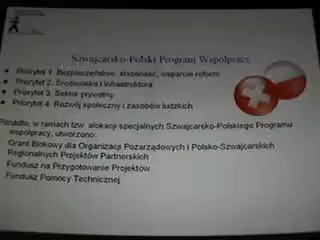 Szwajcarsko-Polski Program Współpracy
Priorytet 1. Bezpieczeństwo, stabilność, wsparcie reform
Priorytet 2. Środowisko i infrastruktura
Priorytet 3. Sektor prywatny
Priorytet 4. Rozwój społeczny i zasobów ludzkich
Ponadto, w ramach tzw. alokacji specjalnych Szwajcarsko-Polskiego Programu
współpracy, utworzono:
Grant Blokowy dla Organizacji Pozarządowych i Polsko-Szwajcarskich
Regionalnych Projektów Partnerskich
Fundusz na Przygotowanie Projektów
Fundusz Pomocy Technicznej